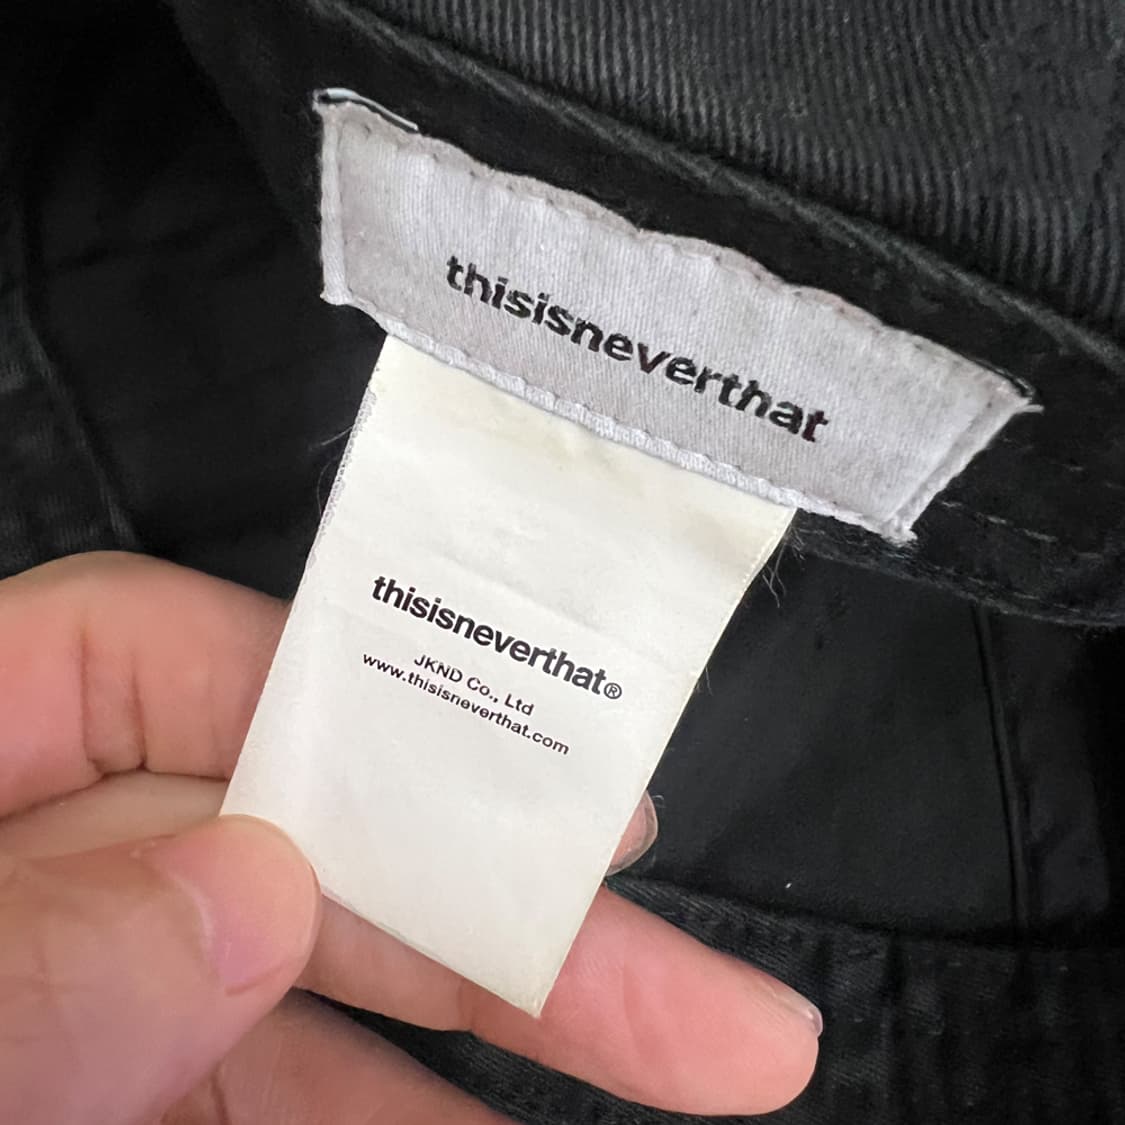 thisisneverthat
thisisneverthat®
JKND Co., Ltd
www.thisisneverthat.com